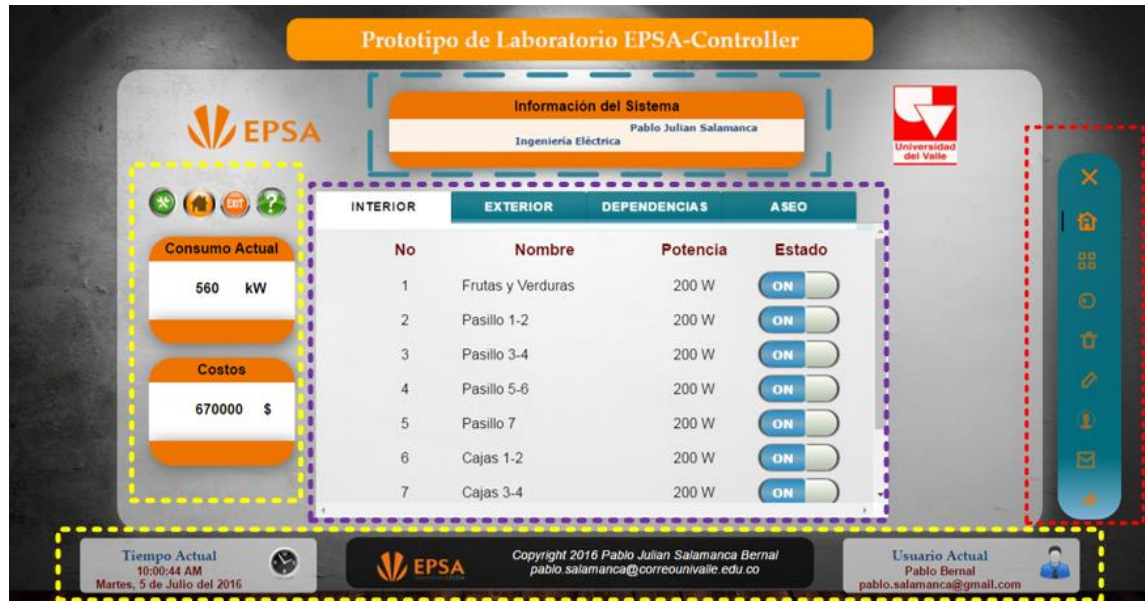 Prototipo de Laboratorio EPSA-Controller
Información del Sistema
Pablo Julian Salamanca
Ingeniería Eléctrica
EPSA
Universidad
del Valle
EXIT
?
Consumo Actual
560 kW
Costos
670000 $
INTERIOR EXTERIOR DEPENDENCIAS ASEO
No Nombre Potencia Estado
1 Frutas y Verduras 200 W ON
2 Pasillo 1-2 200 W ON
3 Pasillo 3-4 200 W ON
4 Pasillo 5-6 200 W ON
5 Pasillo 7 200 W ON
6 Cajas 1-2 200 W ON
7 Cajas 3-4 200 W ON
Tiempo Actual
10:00:44 AM
Martes, 5 de Julio del 2016
EPSA
Copyright 2016 Pablo Julian Salamanca Bernal
pablo.salamanca@correounivalle.edu.co
Usuario Actual
Pablo Bernal
pablo.salamanca@gmail.com